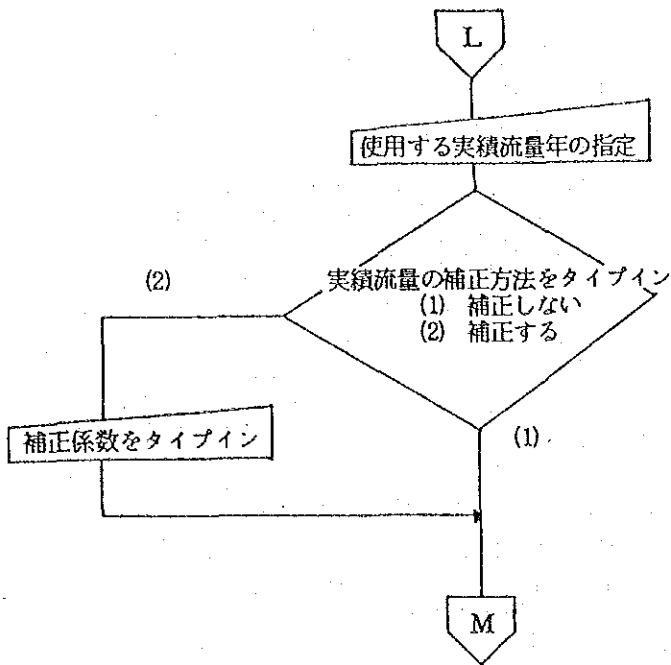 L
使用する実績流量年の指定
実績流量の補正方法をタイプイン
(1) 補正しない
(2) 補正する
(2)
補正係数をタイプイン
(1)
M